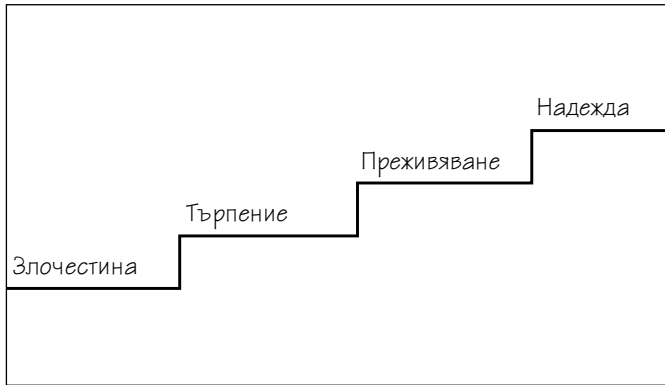 Надежда
Преживяване
Търпение
Злочестина